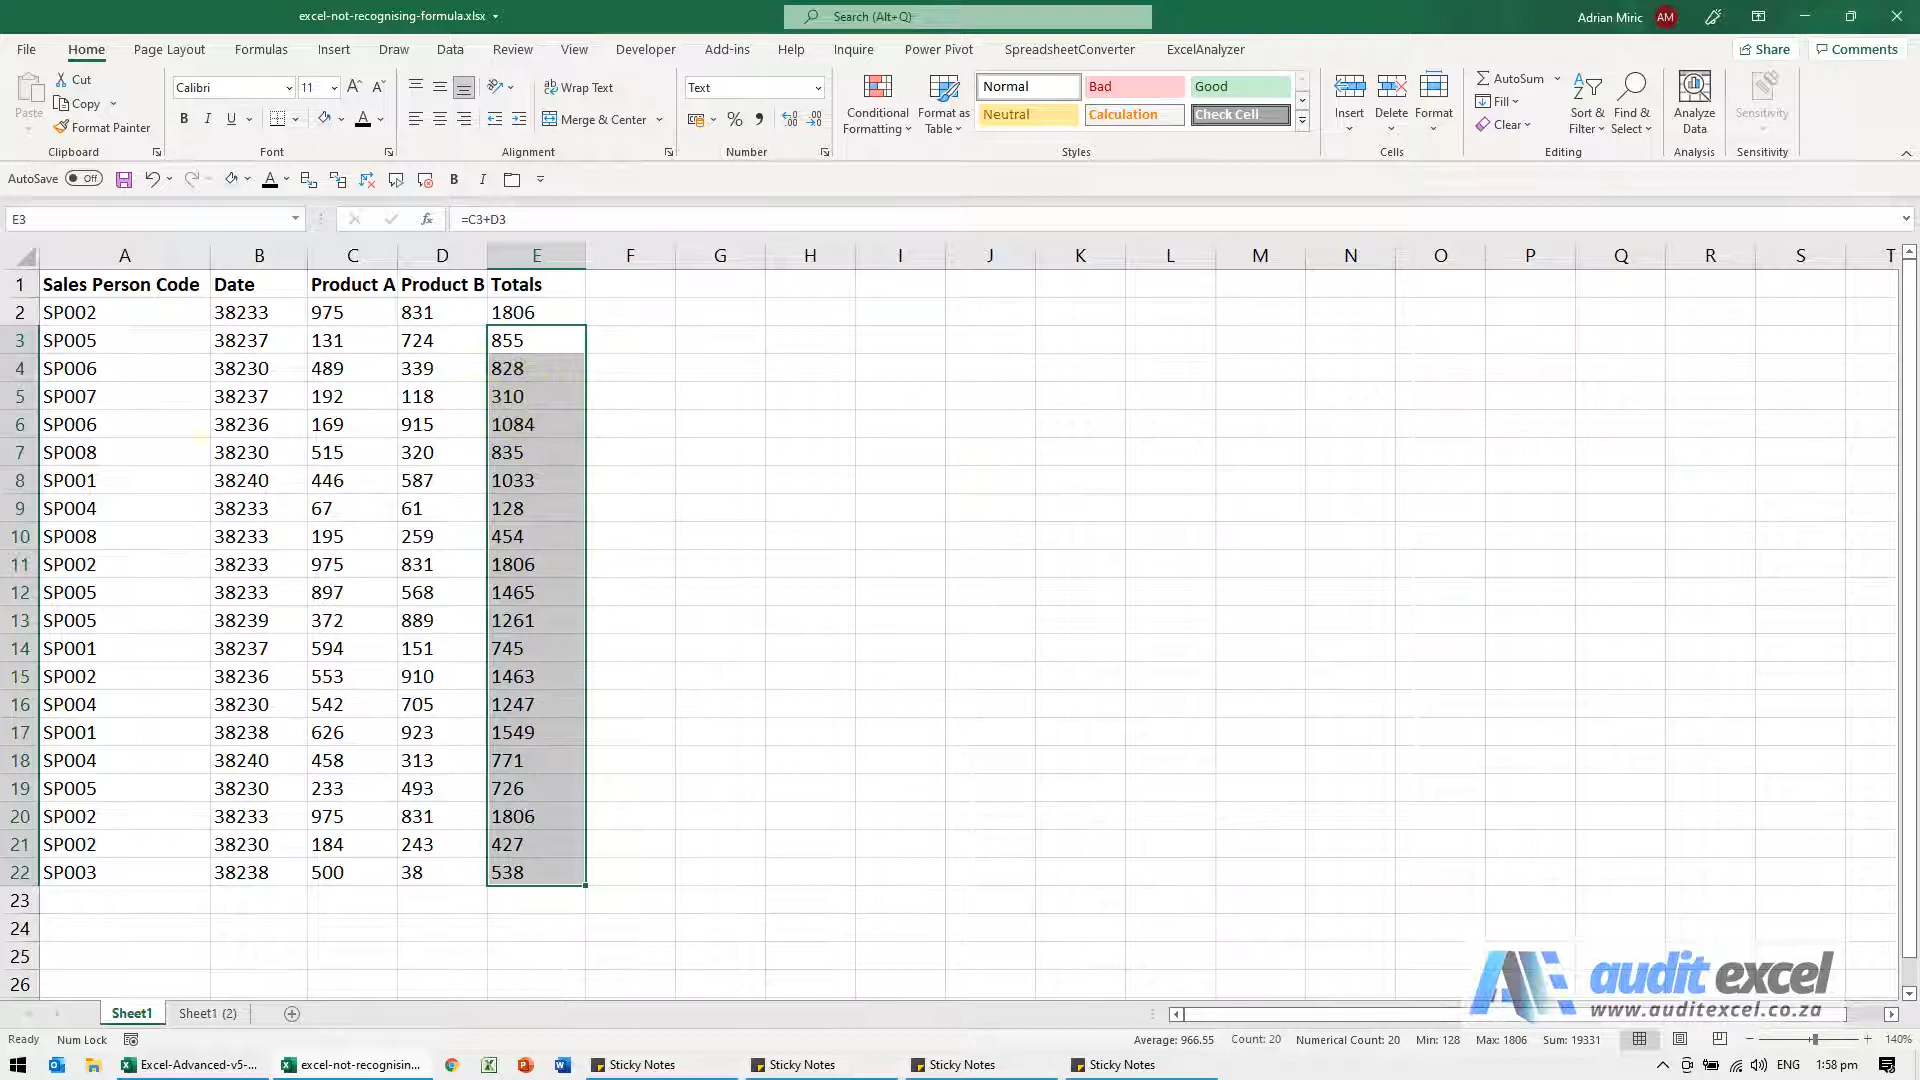 excel-not-recognising-formula.xlsx
Search (Alt+Q)
Adrian Miric AM
File Home Page Layout Formulas Insert Draw Data Review View Developer Add-ins Help Inquire Power Pivot SpreadsheetConverter ExcelAnalyzer Share Comments
Paste Cut Copy Format Painter
Calibri 11
B I U
Wrap Text
Merge & Center
Text
Conditional Formatting
Format as Table
Normal Bad Good
Neutral Calculation Check Cell
Insert Delete Format
AutoSum
Fill
Clear
Sort & Filter
Find & Select
Analyze Data
Sensitivity
Clipboard Font Alignment Number Styles Cells Editing Analysis Sensitivity
AutoSave Off B I
E3 fx =C3+D3
A B C D E F G H I J K L M N O P Q R S T
1 Sales Person Code Date Product A Product B Totals
2 SP002 38233 975 831 1806
3 SP005 38237 131 724 855
4 SP006 38230 489 339 828
5 SP007 38237 192 118 310
6 SP006 38236 169 915 1084
7 SP008 38230 515 320 835
8 SP001 38240 446 587 1033
9 SP004 38233 67 61 128
10 SP008 38233 195 259 454
11 SP002 38233 975 831 1806
12 SP005 38233 897 568 1465
13 SP005 38239 372 889 1261
14 SP001 38237 594 151 745
15 SP002 38236 553 910 1463
16 SP004 38230 542 705 1247
17 SP001 38238 626 923 1549
18 SP004 38240 458 313 771
19 SP005 38230 233 493 726
20 SP002 38233 975 831 1806
21 SP002 38230 184 243 427
22 SP003 38238 500 38 538
23
24
25
26
audit excel
www.auditexcel.co.za
Sheet1 Sheet1 (2)
Ready Num Lock Average: 966.55 Count: 20 Numerical Count: 20 Min: 128 Max: 1806 Sum: 19331 140%
Excel-Advanced-v5-... excel-not-recognisin... Sticky Notes Sticky Notes Sticky Notes Sticky Notes ENG 1:58 pm